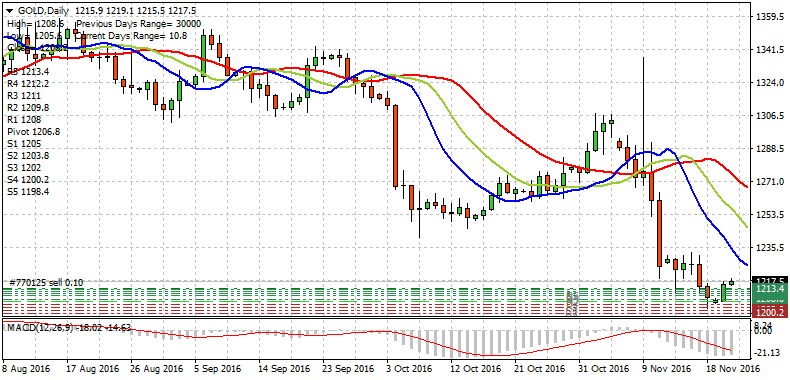 GOLD,Daily 1215.9 1219.1 1215.5 1217.5
High= 1208.6 Previous Days Range= 30000
Low= 1205.6 Current Days Range= 10.8
R5 1213.4
R4 1212.2
R3 1211
R2 1209.8
R1 1208
Pivot 1206.8
S1 1205
S2 1203.8
S3 1202
S4 1200.2
S5 1198.4
#770125 sell 0.10
1359.5
1341.5
1324.0
1306.5
1288.5
1271.0
1253.5
1235.5
1217.5
1213.4
1200.2
MACD(12,26,9) -18.02 -14.63
8.24
0.00
-21.13
8 Aug 2016 17 Aug 2016 26 Aug 2016 5 Sep 2016 14 Sep 2016 23 Sep 2016 3 Oct 2016 12 Oct 2016 21 Oct 2016 31 Oct 2016 9 Nov 2016 18 Nov 2016